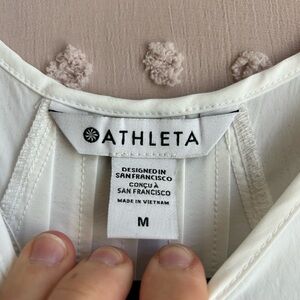 ATHLETA
DESIGNED IN
SAN FRANCISCO
CONÇU À
SAN FRANCISCO
MADE IN VIETNAM
M